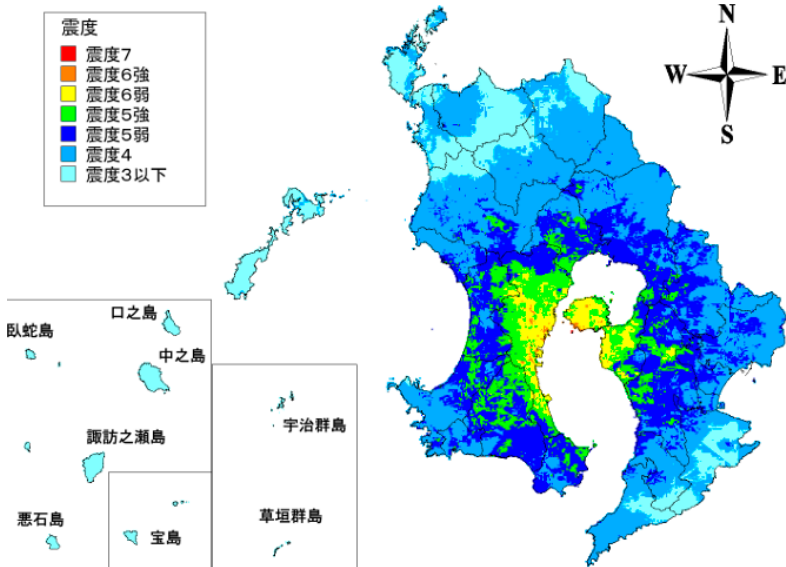 震度
震度7
震度6強
震度6弱
震度5強
震度5弱
震度4
震度3以下
N
W
E
S
口之島
臥蛇島
中之島
宇治群島
諏訪之瀬島
悪石島
宝島
草垣群島